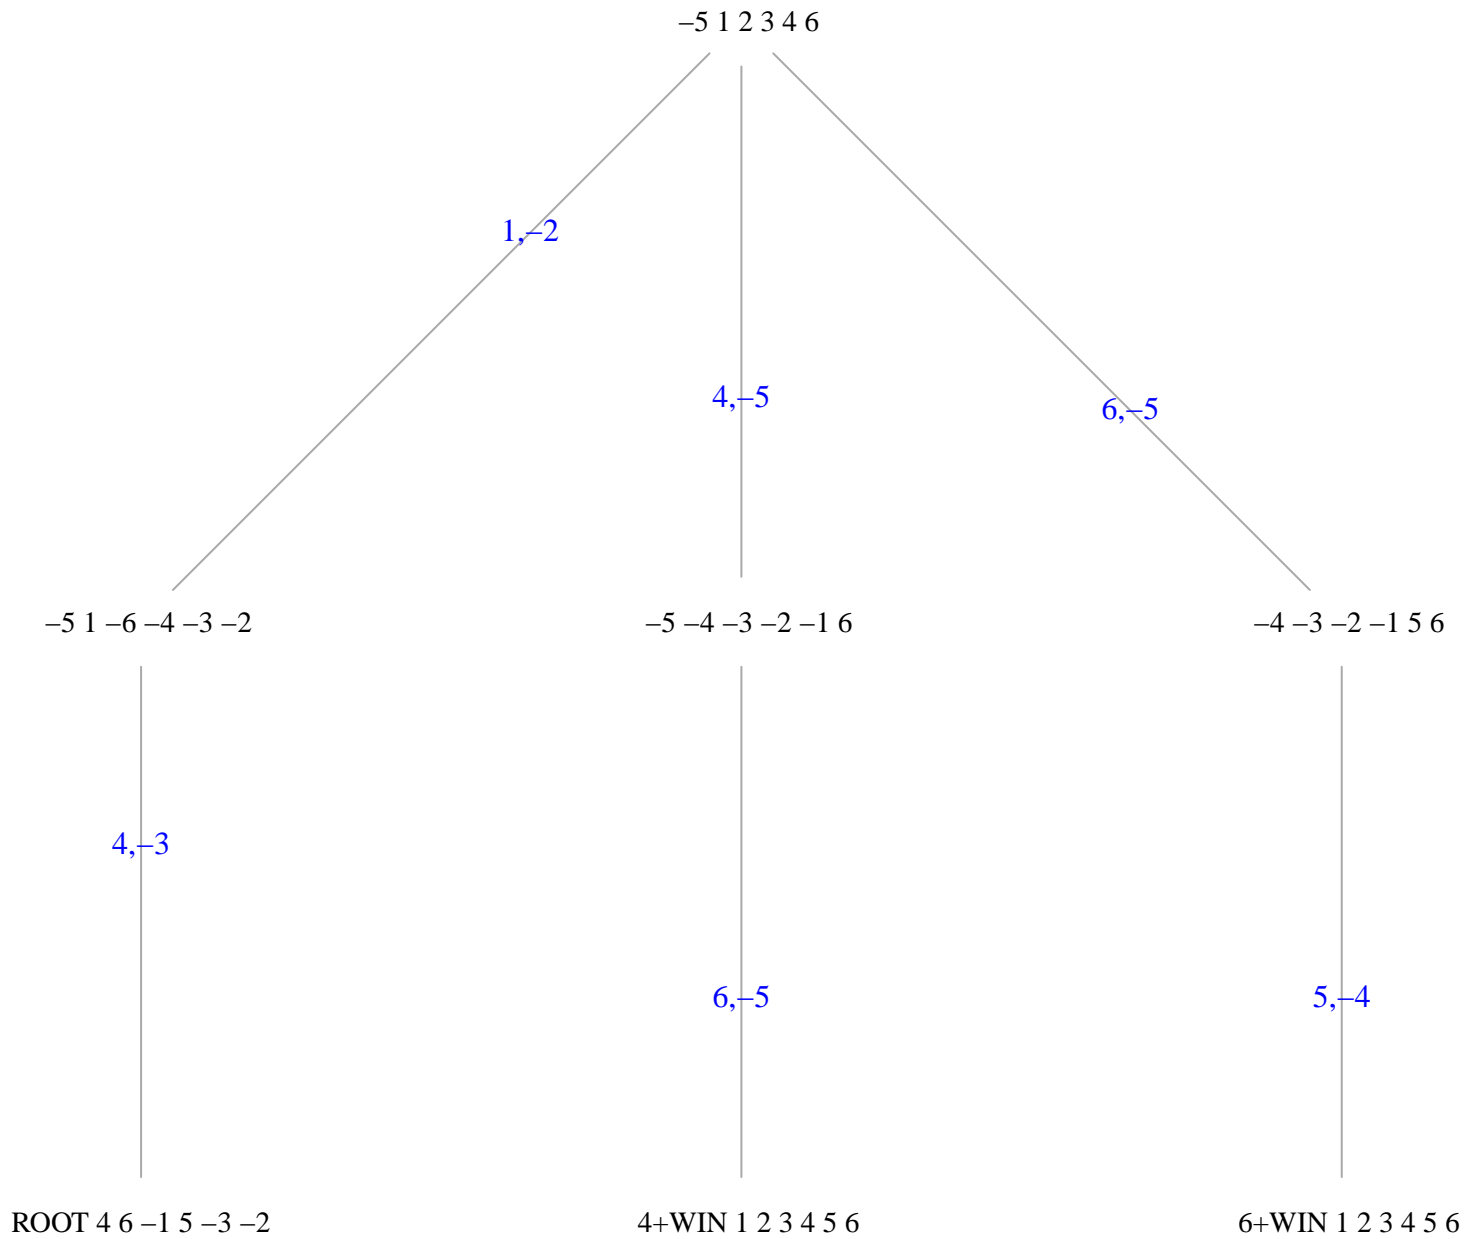 –5 1 2 3 4 6
1,–2
4,–5
6,–5
–5 1 –6 –4 –3 –2
–5 –4 –3 –2 –1 6
–4 –3 –2 –1 5 6
4,–3
6,–5
5,–4
ROOT 4 6 –1 5 –3 –2
4+WIN 1 2 3 4 5 6
6+WIN 1 2 3 4 5 6